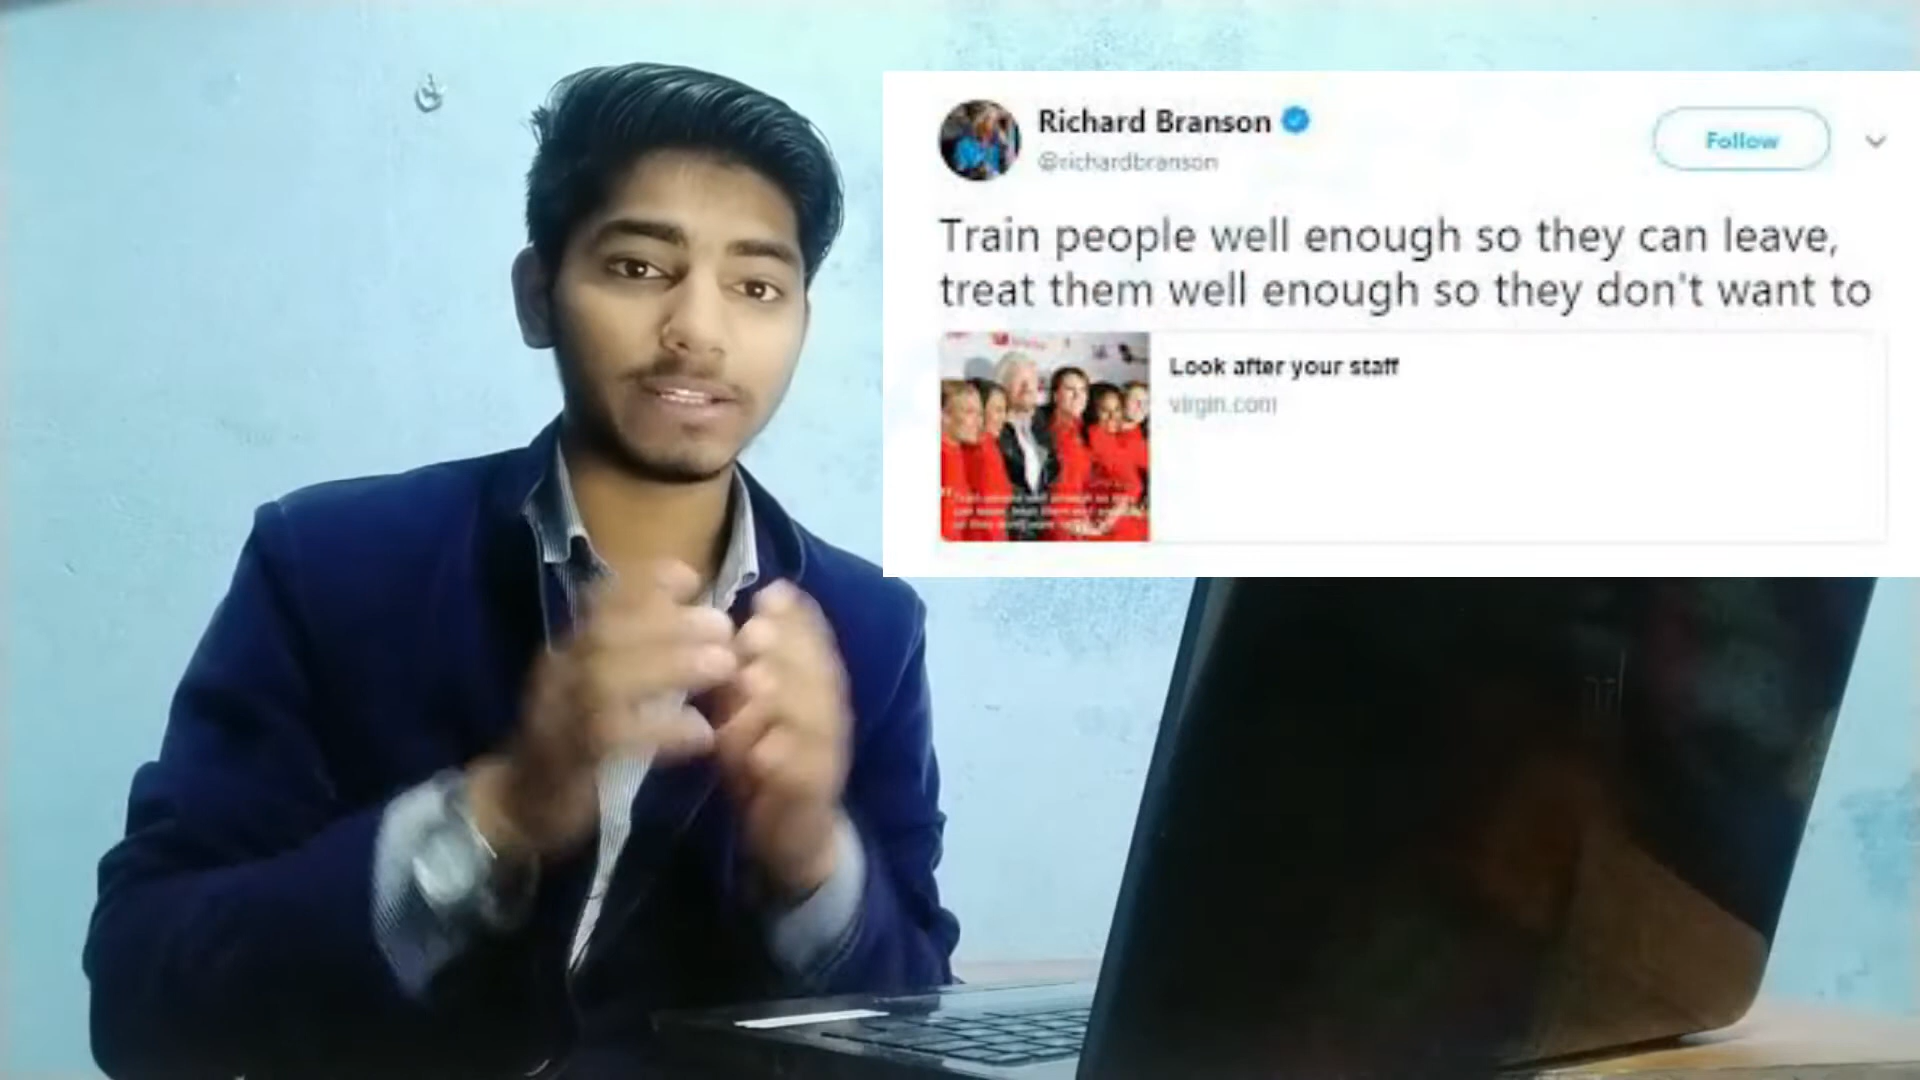 Richard Branson
@richardbranson
Follow
Train people well enough so they can leave,
treat them well enough so they don't want to
Look after your staff
virgin.com